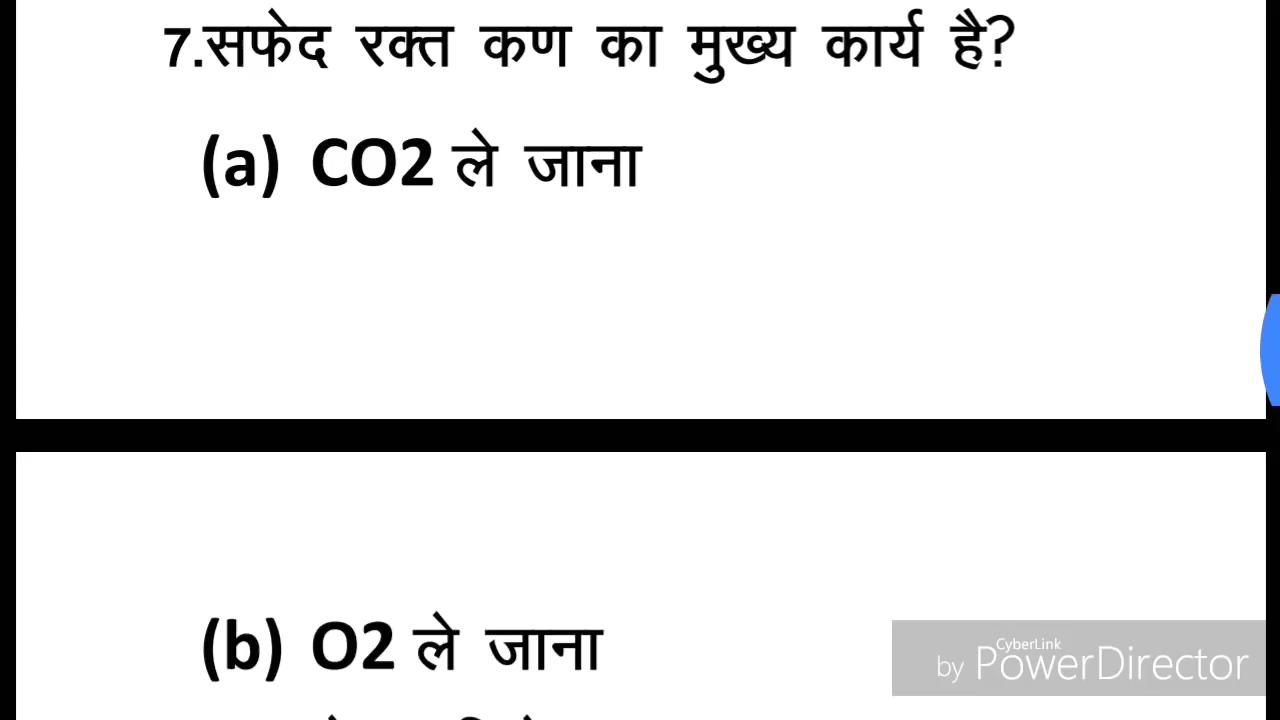 7.सफेद रक्त कण का मुख्य कार्य है?
(a) CO2 ले जाना
(b) O2 ले जाना
CyberLink
by PowerDirector